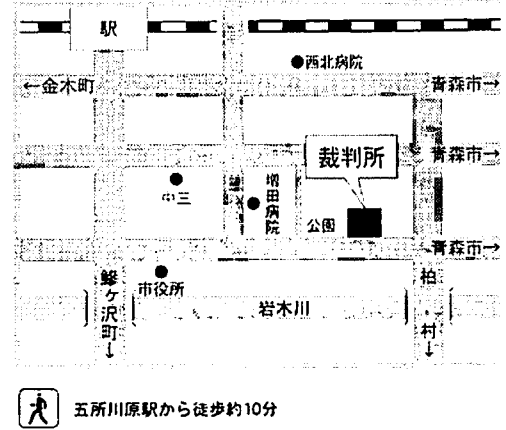 駅
●西北病院
←金木町
青森市→
裁判所
青森市→
中三
増田病院
公園
青森市→
鰺ヶ沢町↓
市役所
岩木川
柏村↓
五所川原駅から徒歩約10分